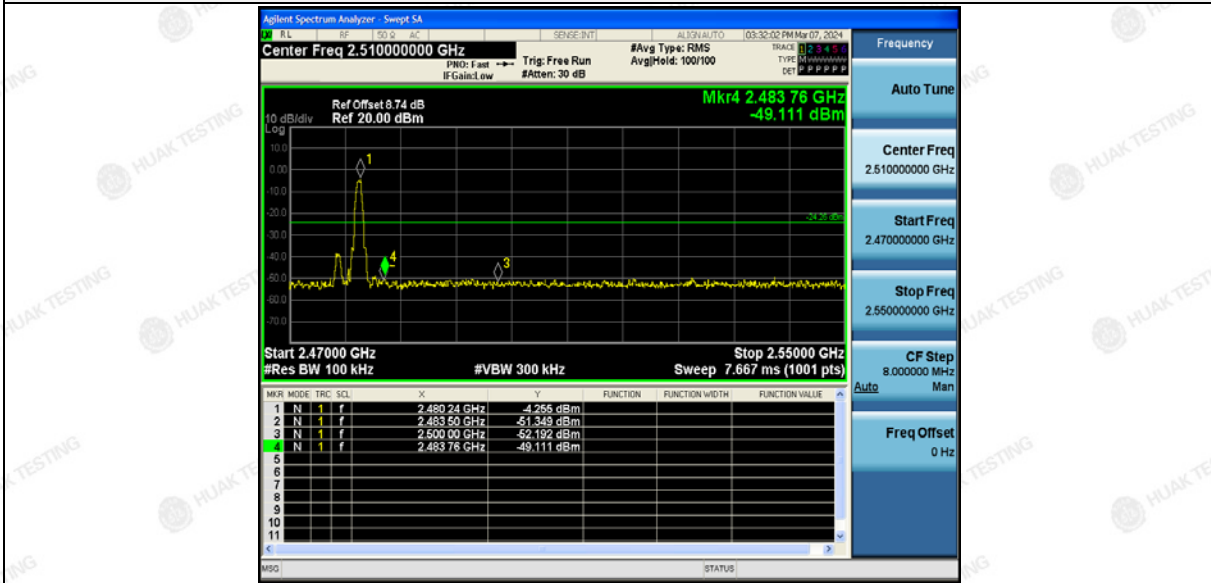 Agilent Spectrum Analyzer - Swept SA
RL RF 50 Ω AC SENSE:INT ALIGNAUTO 03:32:02 PM Mar 07, 2024
Center Freq 2.510000000 GHz
PNO: Fast
IFGain:Low
Trig: Free Run
#Atten: 30 dB
#Avg Type: RMS
Avg|Hold: 100/100
TRACE 1 2 3 4 5 6
TYPE M
DET P P P P P P
Frequency
Auto Tune
Center Freq
2.510000000 GHz
Start Freq
2.470000000 GHz
Stop Freq
2.550000000 GHz
CF Step
8.000000 MHz
Auto Man
Freq Offset
0 Hz
Mkr4 2.483 76 GHz
-49.111 dBm
Ref Offset 8.74 dB
10 dB/div Ref 20.00 dBm
Log
10.0
0.00
-10.0
-20.0
-30.0
-40.0
-50.0
-60.0
-70.0
1
4
3
-24.26 dBm
Start 2.47000 GHz Stop 2.55000 GHz
#Res BW 100 kHz #VBW 300 kHz Sweep 7.667 ms (1001 pts)
MKR MODE TRC SCL X Y FUNCTION FUNCTION WIDTH FUNCTION VALUE
1 N 1 f 2.480 24 GHz -4.255 dBm
2 N 1 f 2.483 50 GHz -51.349 dBm
3 N 1 f 2.500 00 GHz -52.192 dBm
4 N 1 f 2.483 76 GHz -49.111 dBm
5
6
7
8
9
10
11
MSG STATUS
HUAK TESTING
HUAK TESTING
HUAK TESTING